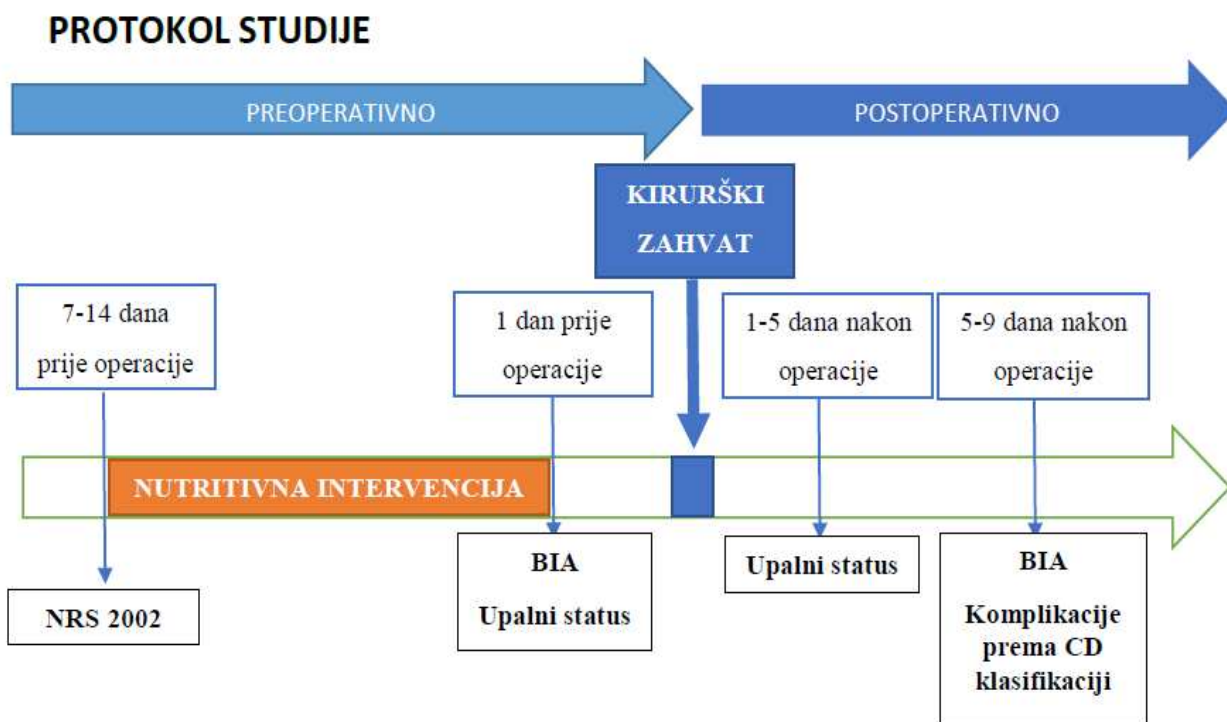 PROTOKOL STUDIJE
PREOPERATIVNO
POSTOPERATIVNO
KIRURŠKI
ZAHVAT
7-14 dana
prije operacije
1 dan prije
operacije
1-5 dana nakon
operacije
5-9 dana nakon
operacije
NUTRITIVNA INTERVENCIJA
NRS 2002
BIA
Upalni status
Upalni status
BIA
Komplikacije
prema CD
klasifikaciji